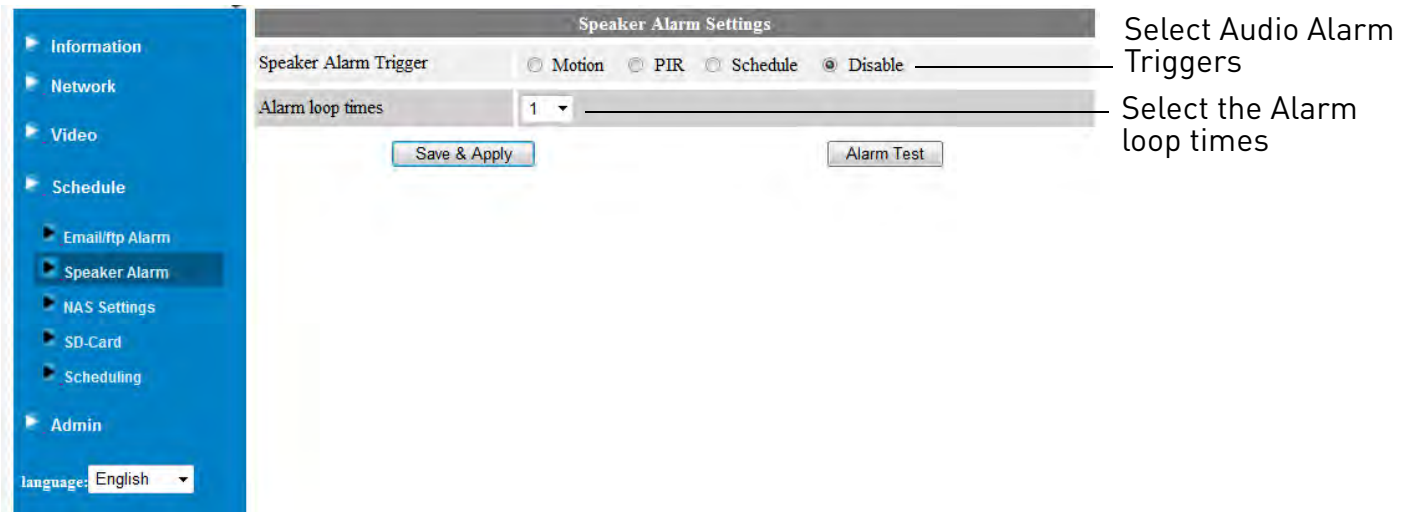 Information
Network
Video
Schedule
Email/ftp Alarm
Speaker Alarm
NAS Settings
SD-Card
Scheduling
Admin
language: English
Speaker Alarm Settings
Speaker Alarm Trigger Motion PIR Schedule Disable
Alarm loop times 1
Save & Apply Alarm Test
Select Audio Alarm
Triggers
Select the Alarm
loop times